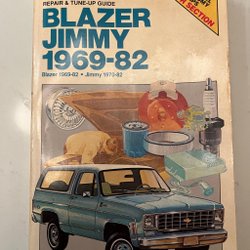 REPAIR & TUNE-UP GUIDE
BLAZER
JIMMY
1969-82
Blazer 1969-82 • Jimmy 1970-82
SECTION